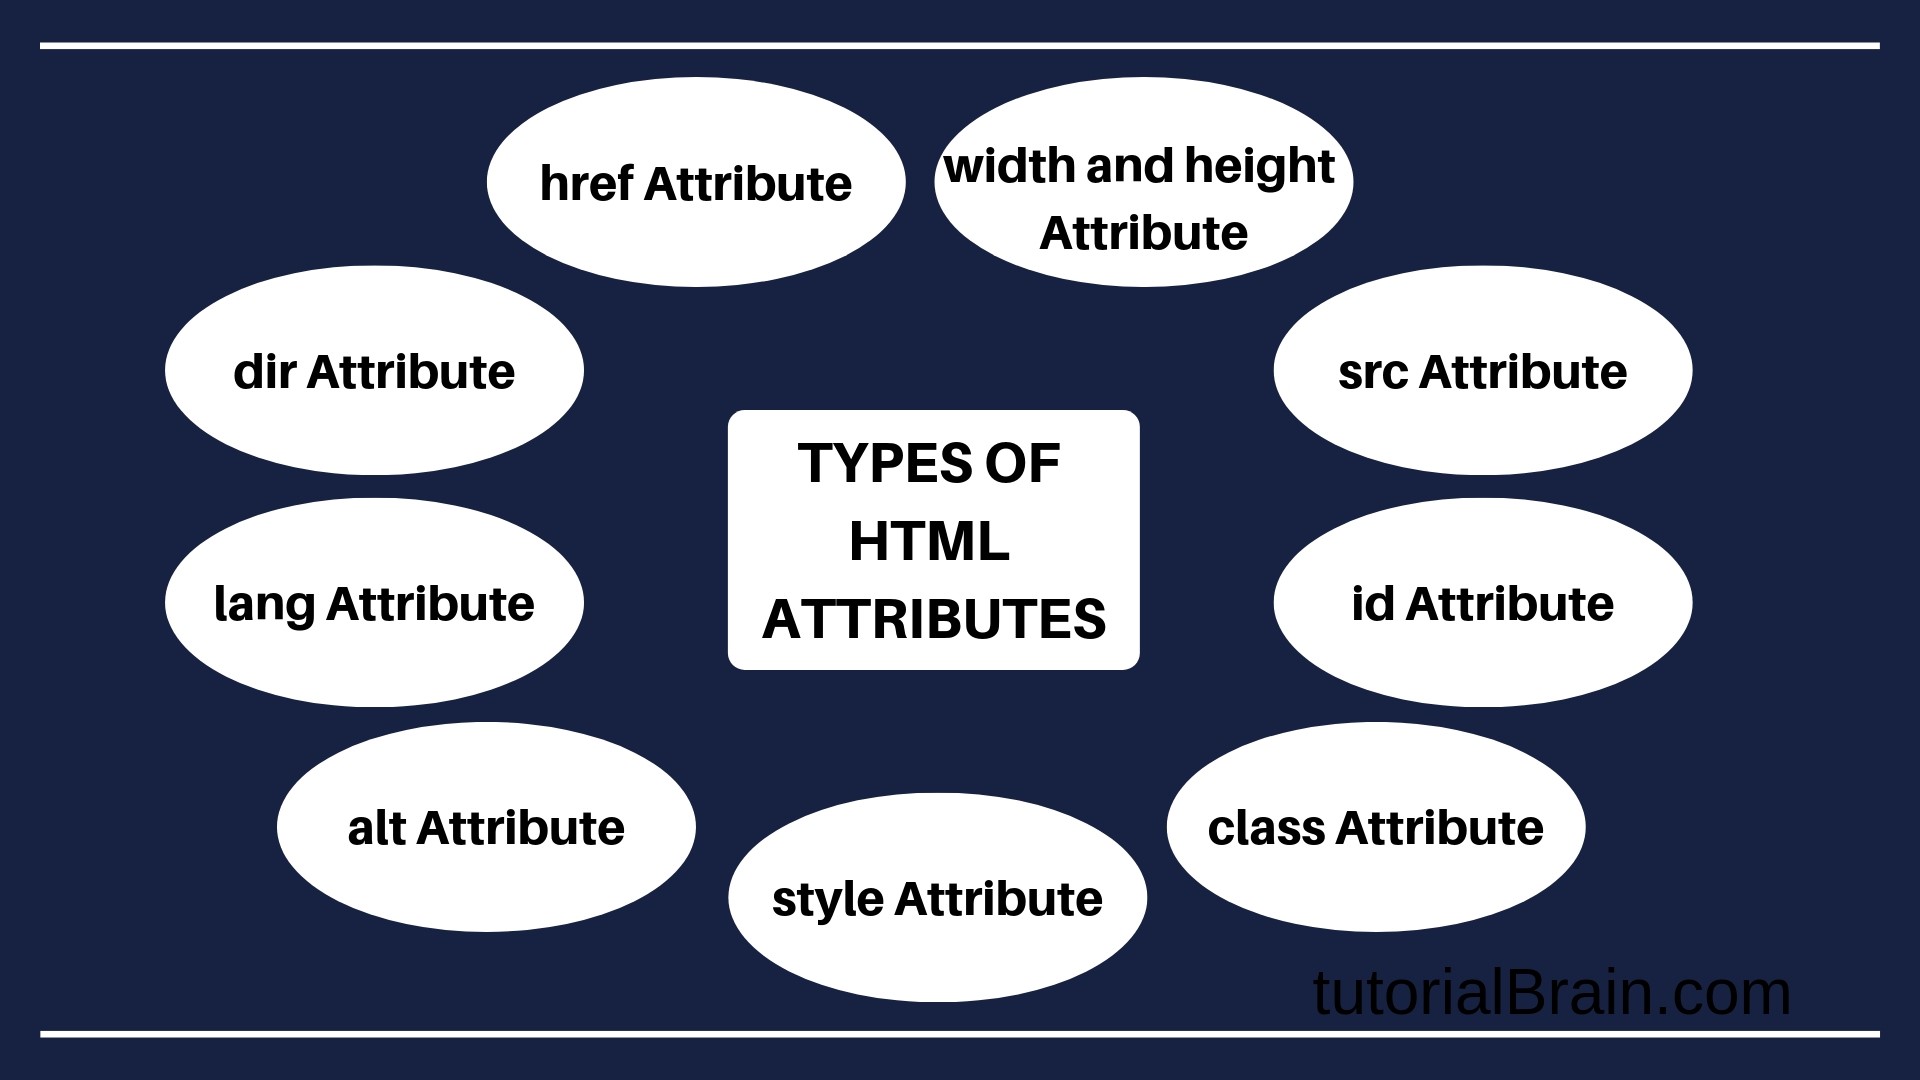 href Attribute
width and height
Attribute
dir Attribute
src Attribute
TYPES OF
HTML
ATTRIBUTES
lang Attribute
id Attribute
alt Attribute
class Attribute
style Attribute
tutorialBrain.com